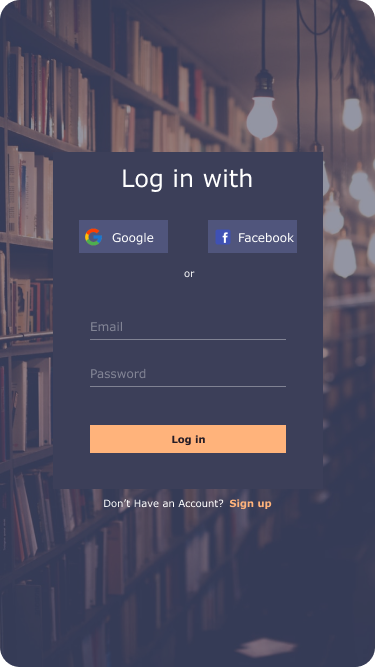 Log in with
Google
Facebook
or
Email
Password
Log in
Don't Have an Account? Sign up